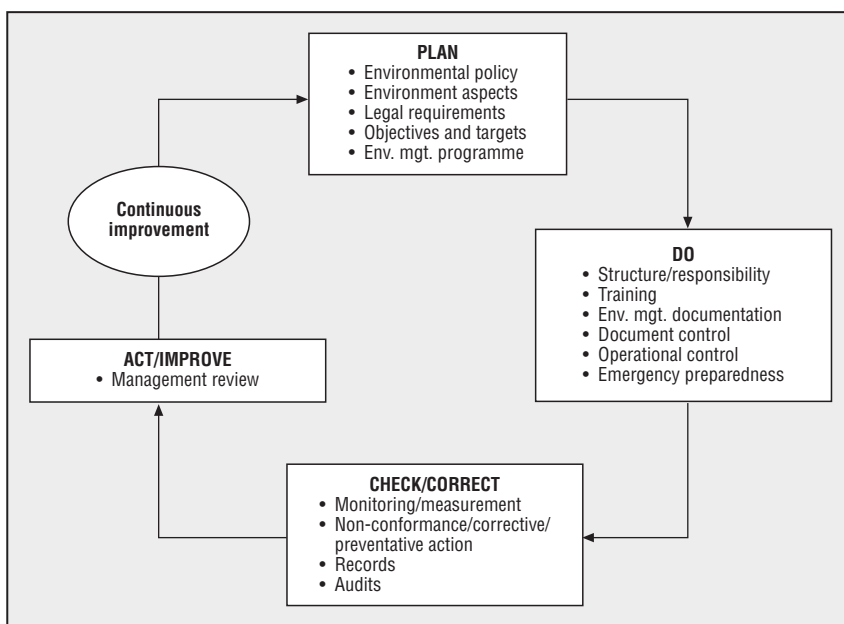 PLAN
• Environmental policy
• Environment aspects
• Legal requirements
• Objectives and targets
• Env. mgt. programme
Continuous
improvement
DO
• Structure/responsibility
• Training
• Env. mgt. documentation
• Document control
• Operational control
• Emergency preparedness
ACT/IMPROVE
• Management review
CHECK/CORRECT
• Monitoring/measurement
• Non-conformance/corrective/
preventative action
• Records
• Audits